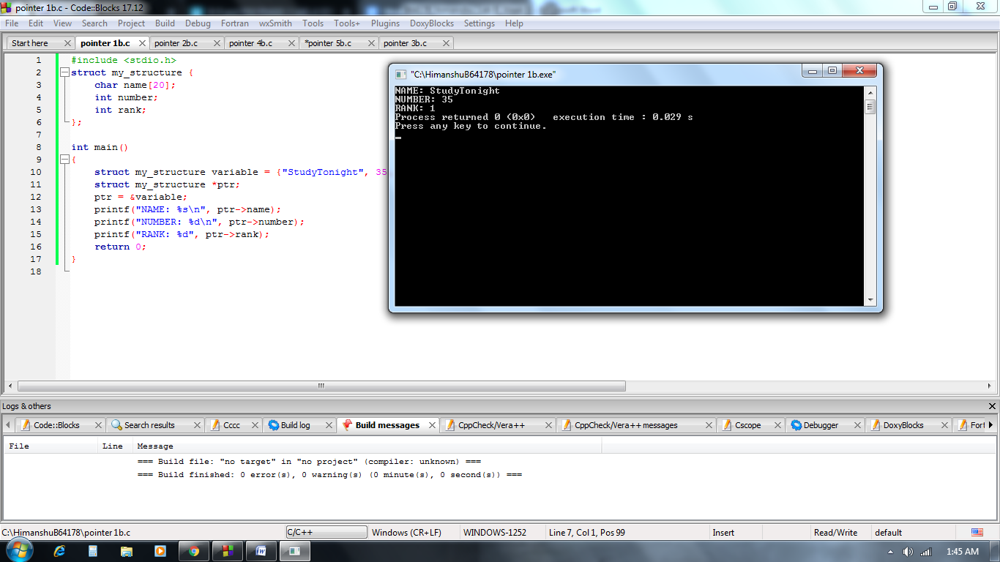 pointer 1b.c - Code::Blocks 17.12
File Edit View Search Project Build Debug Fortran wxSmith Tools Tools+ Plugins DoxyBlocks Settings Help
Start here pointer 1b.c pointer 2b.c pointer 4b.c *pointer 5b.c pointer 3b.c
1 #include <stdio.h>
2 struct my_structure {
3 char name[20];
4 int number;
5 int rank;
6 };
7
8 int main()
9 {
10 struct my_structure variable = {"StudyTonight", 35
11 struct my_structure *ptr;
12 ptr = &variable;
13 printf("NAME: %s\n", ptr->name);
14 printf("NUMBER: %d\n", ptr->number);
15 printf("RANK: %d", ptr->rank);
16 return 0;
17 }
18
"C:\HimanshuB64178\pointer 1b.exe"
NAME: StudyTonight
NUMBER: 35
RANK: 1
Process returned 0 (0x0) execution time : 0.029 s
Press any key to continue.
Logs & others
Code::Blocks Search results Cccc Build log Build messages CppCheck/Vera++ CppCheck/Vera++ messages Cscope Debugger DoxyBlocks Fort
File Line Message
=== Build file: "no target" in "no project" (compiler: unknown) ===
=== Build finished: 0 error(s), 0 warning(s) (0 minute(s), 0 second(s)) ===
C:\HimanshuB64178\pointer 1b.c C/C++ Windows (CR+LF) WINDOWS-1252 Line 7, Col 1, Pos 99 Insert Read/Write default
1:45 AM